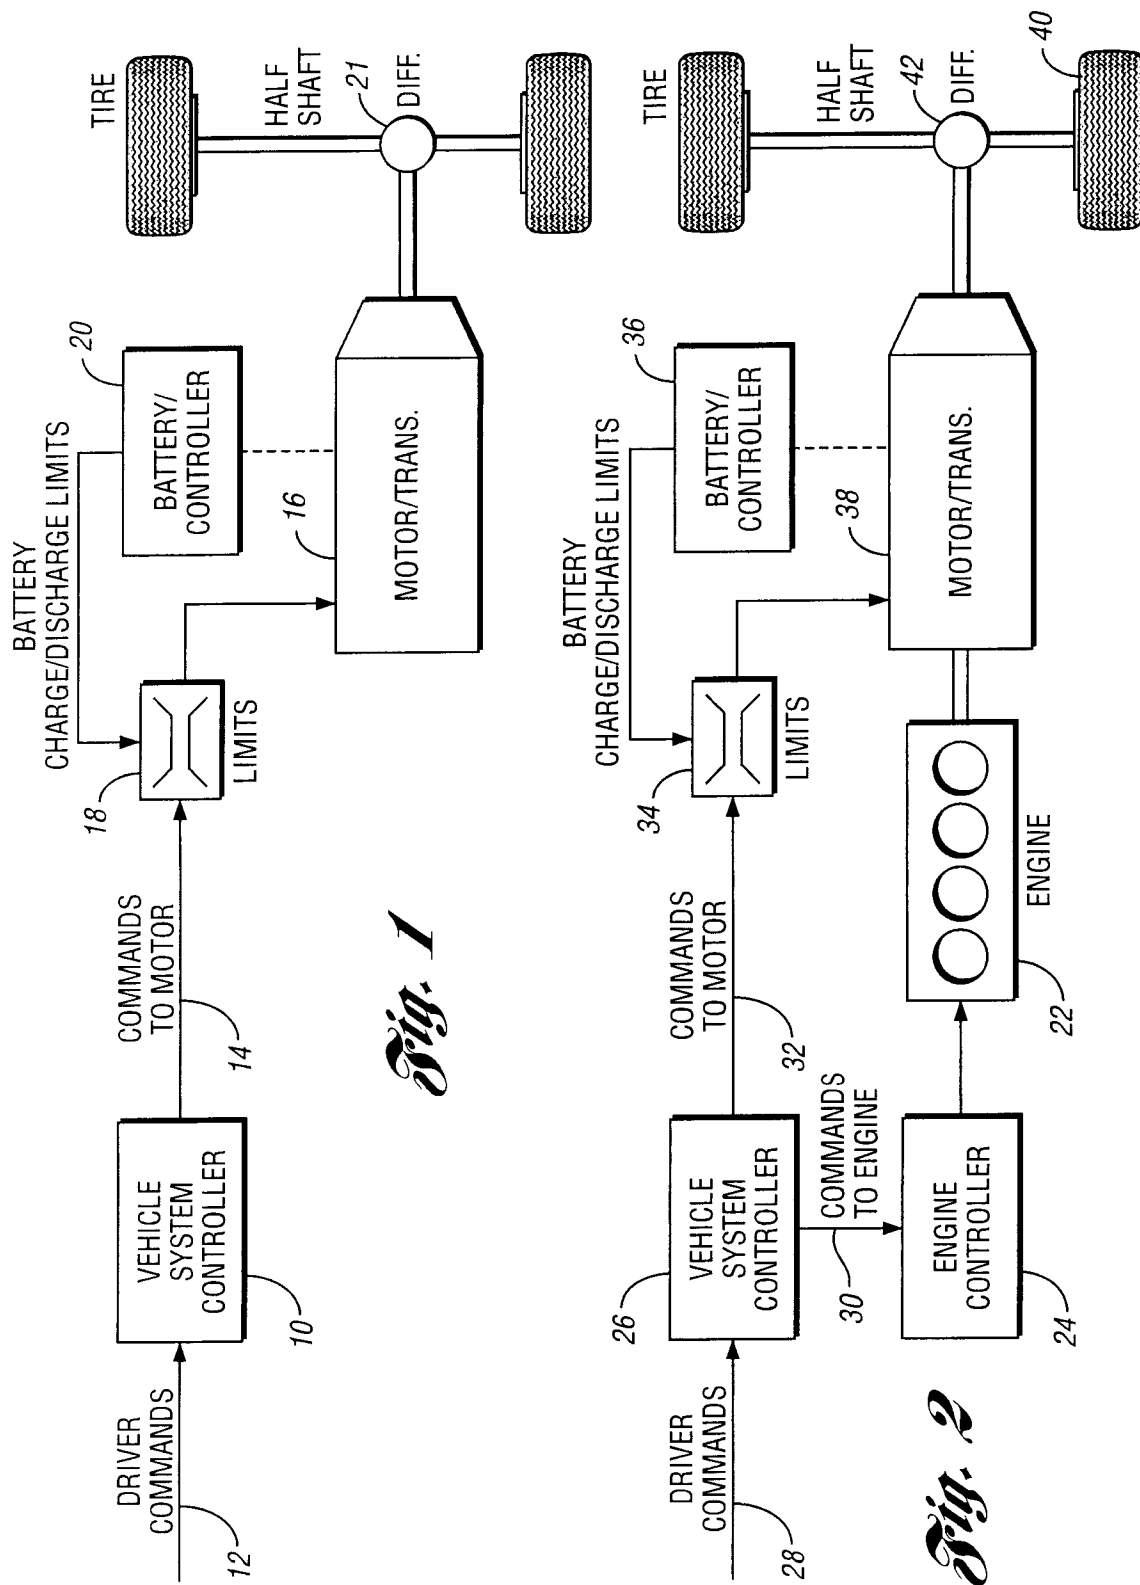 DRIVER
COMMANDS
12
VEHICLE
SYSTEM
CONTROLLER
10
COMMANDS
TO MOTOR
14
18
LIMITS
BATTERY
CHARGE/DISCHARGE LIMITS
BATTERY/
CONTROLLER
20
16
MOTOR/TRANS.
TIRE
HALF
SHAFT
21
DIFF.
Fig. 1
DRIVER
COMMANDS
28
VEHICLE
SYSTEM
CONTROLLER
26
COMMANDS
TO MOTOR
32
COMMANDS
TO ENGINE
30
ENGINE
CONTROLLER
24
34
LIMITS
BATTERY
CHARGE/DISCHARGE LIMITS
BATTERY/
CONTROLLER
36
38
MOTOR/TRANS.
ENGINE
22
TIRE
HALF
SHAFT
42
DIFF.
40
Fig. 2